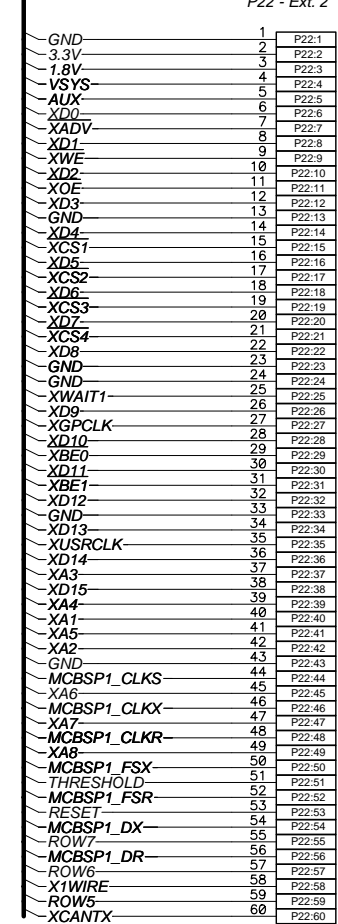 P22 - Ext. 2
GND 1 P22:1
3.3V 2 P22:2
1.8V 3 P22:3
VSYS 4 P22:4
AUX 5 P22:5
XD0 6 P22:6
XADV 7 P22:7
XD1 8 P22:8
XWE 9 P22:9
XD2 10 P22:10
XOE 11 P22:11
XD3 12 P22:12
GND 13 P22:13
XD4 14 P22:14
XCS1 15 P22:15
XD5 16 P22:16
XCS2 17 P22:17
XD6 18 P22:18
XCS3 19 P22:19
XD7 20 P22:20
XCS4 21 P22:21
XD8 22 P22:22
GND 23 P22:23
GND 24 P22:24
XWAIT1 25 P22:25
XD9 26 P22:26
XGPCLK 27 P22:27
XD10 28 P22:28
XBE0 29 P22:29
XD11 30 P22:30
XBE1 31 P22:31
XD12 32 P22:32
GND 33 P22:33
XD13 34 P22:34
XUSRCLK 35 P22:35
XD14 36 P22:36
XA3 37 P22:37
XD15 38 P22:38
XA4 39 P22:39
XA1 40 P22:40
XA5 41 P22:41
XA2 42 P22:42
GND 43 P22:43
MCBSP1_CLKS 44 P22:44
XA6 45 P22:45
MCBSP1_CLKX 46 P22:46
XA7 47 P22:47
MCBSP1_CLKR 48 P22:48
XA8 49 P22:49
MCBSP1_FSX 50 P22:50
THRESHOLD 51 P22:51
MCBSP1_FSR 52 P22:52
RESET 53 P22:53
MCBSP1_DX 54 P22:54
ROW7 55 P22:55
MCBSP1_DR 56 P22:56
ROW6 57 P22:57
X1WIRE 58 P22:58
ROW5 59 P22:59
XCANTX 60 P22:60